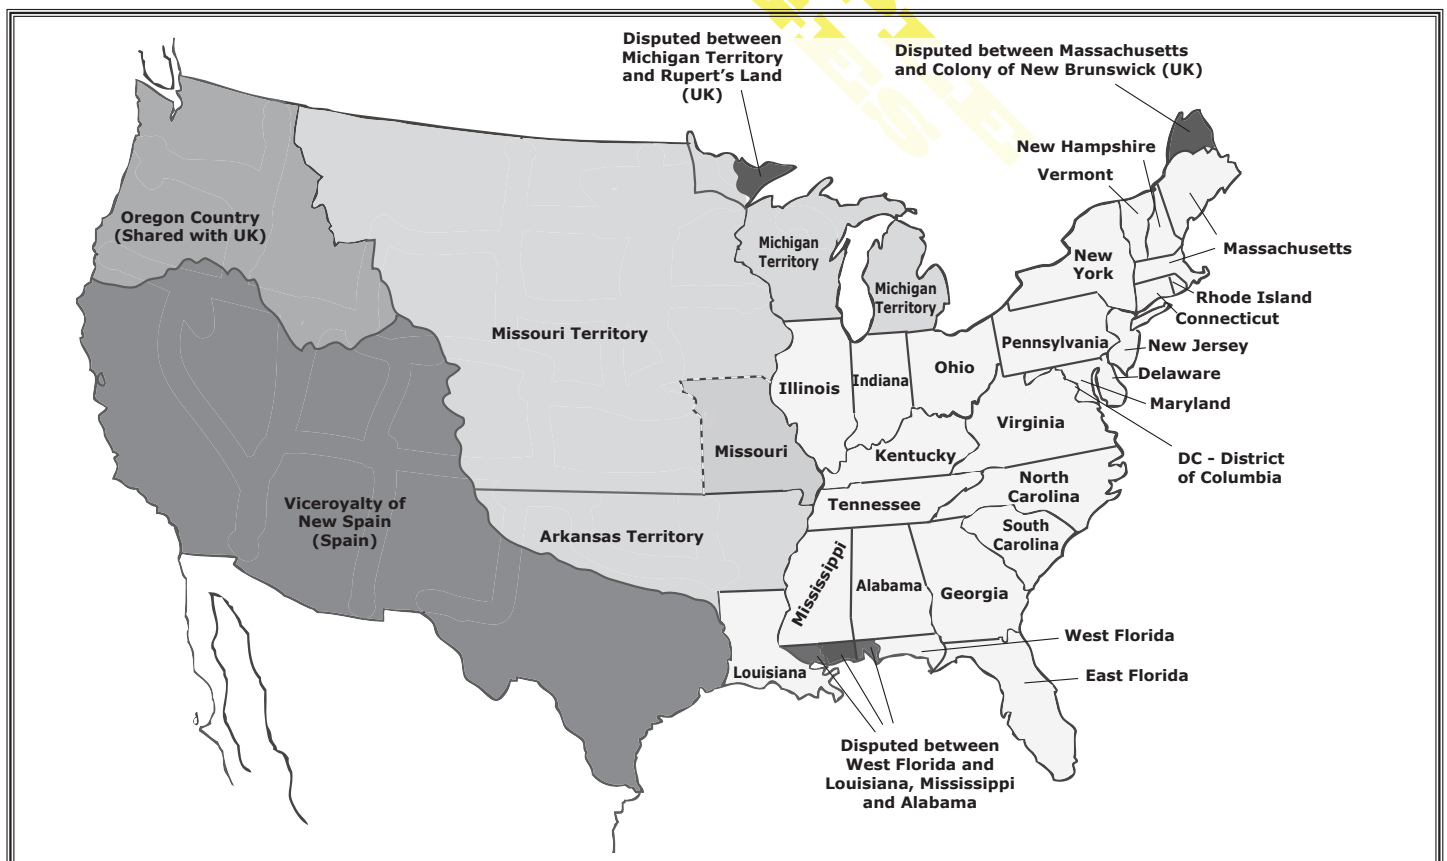 Disputed between
Michigan Territory
and Rupert's Land
(UK)
Disputed between Massachusetts
and Colony of New Brunswick (UK)
New Hampshire
Vermont
Oregon Country
(Shared with UK)
Michigan
Territory
New
York
Massachusetts
Michigan
Territory
Rhode Island
Connecticut
Missouri Territory
Pennsylvania
New Jersey
Ohio
Delaware
Illinois
Indiana
Maryland
Virginia
Missouri
Kentucky
DC - District
of Columbia
Viceroyalty of
New Spain
(Spain)
Tennessee
North
Carolina
Arkansas Territory
South
Carolina
Mississippi
Alabama
Georgia
West Florida
Louisiana
East Florida
Disputed between
West Florida and
Louisiana, Mississippi
and Alabama